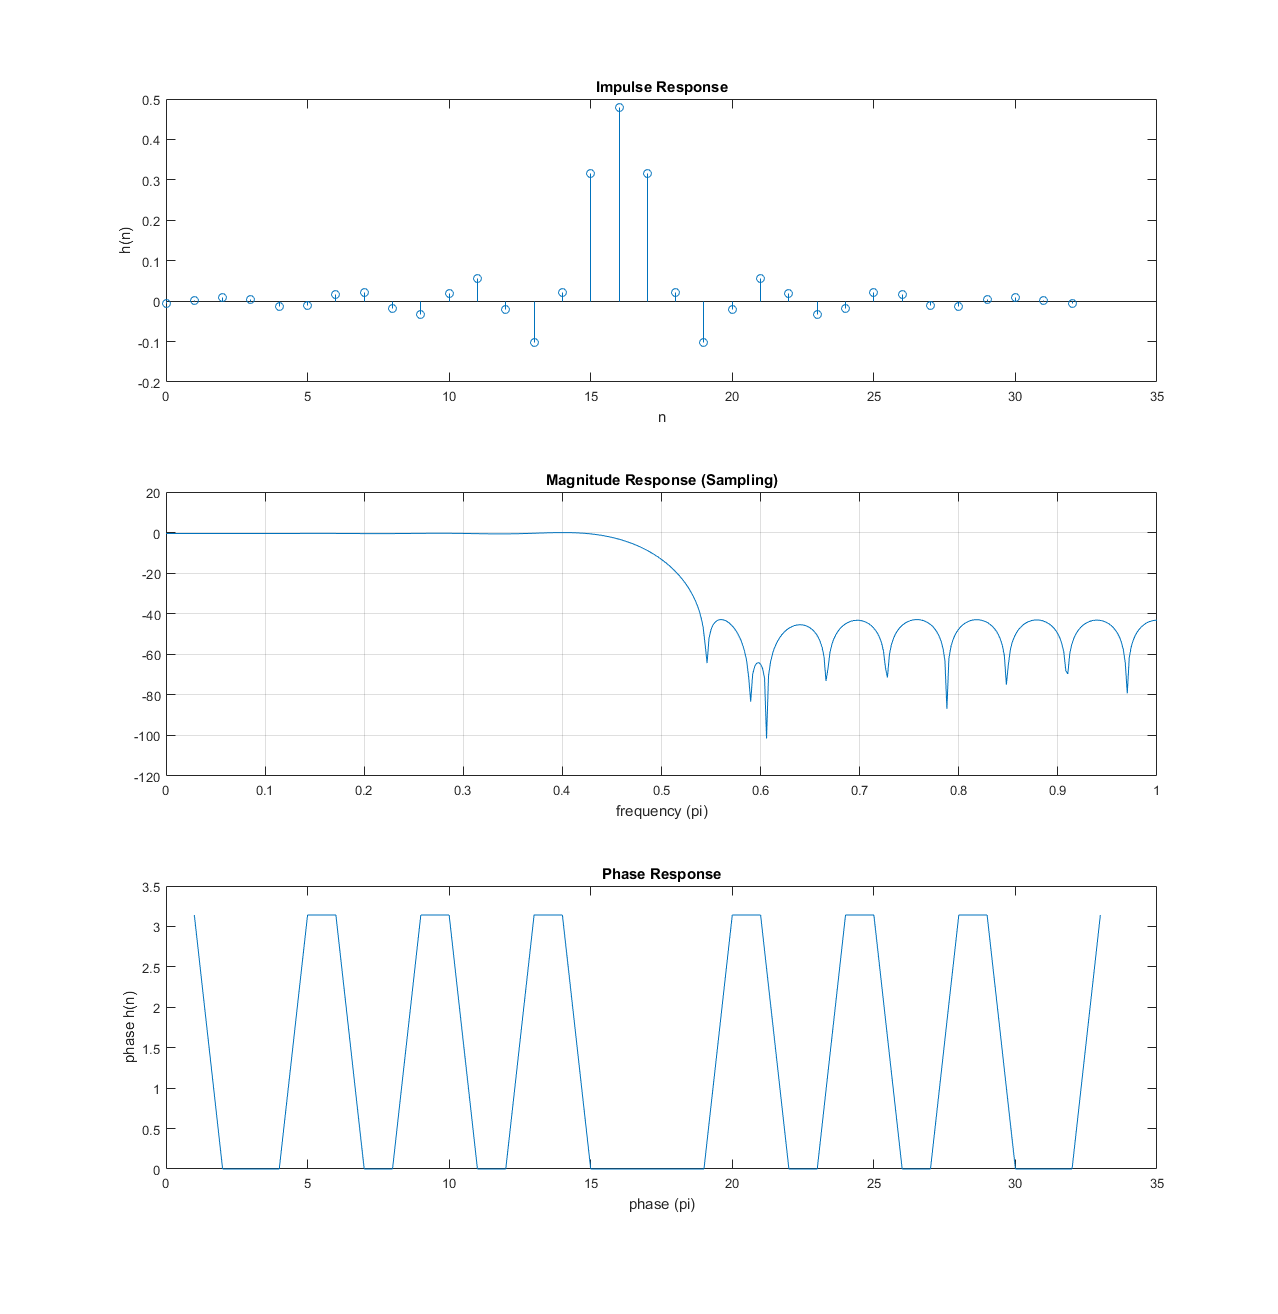 Impulse Response
0.5
0.4
0.3
0.2
0.1
0
-0.1
-0.2
h(n)
0 5 10 15 20 25 30 35
n
Magnitude Response (Sampling)
20
0
-20
-40
-60
-80
-100
-120
0 0.1 0.2 0.3 0.4 0.5 0.6 0.7 0.8 0.9 1
frequency (pi)
Phase Response
3.5
3
2.5
2
1.5
1
0.5
0
phase h(n)
0 5 10 15 20 25 30 35
phase (pi)